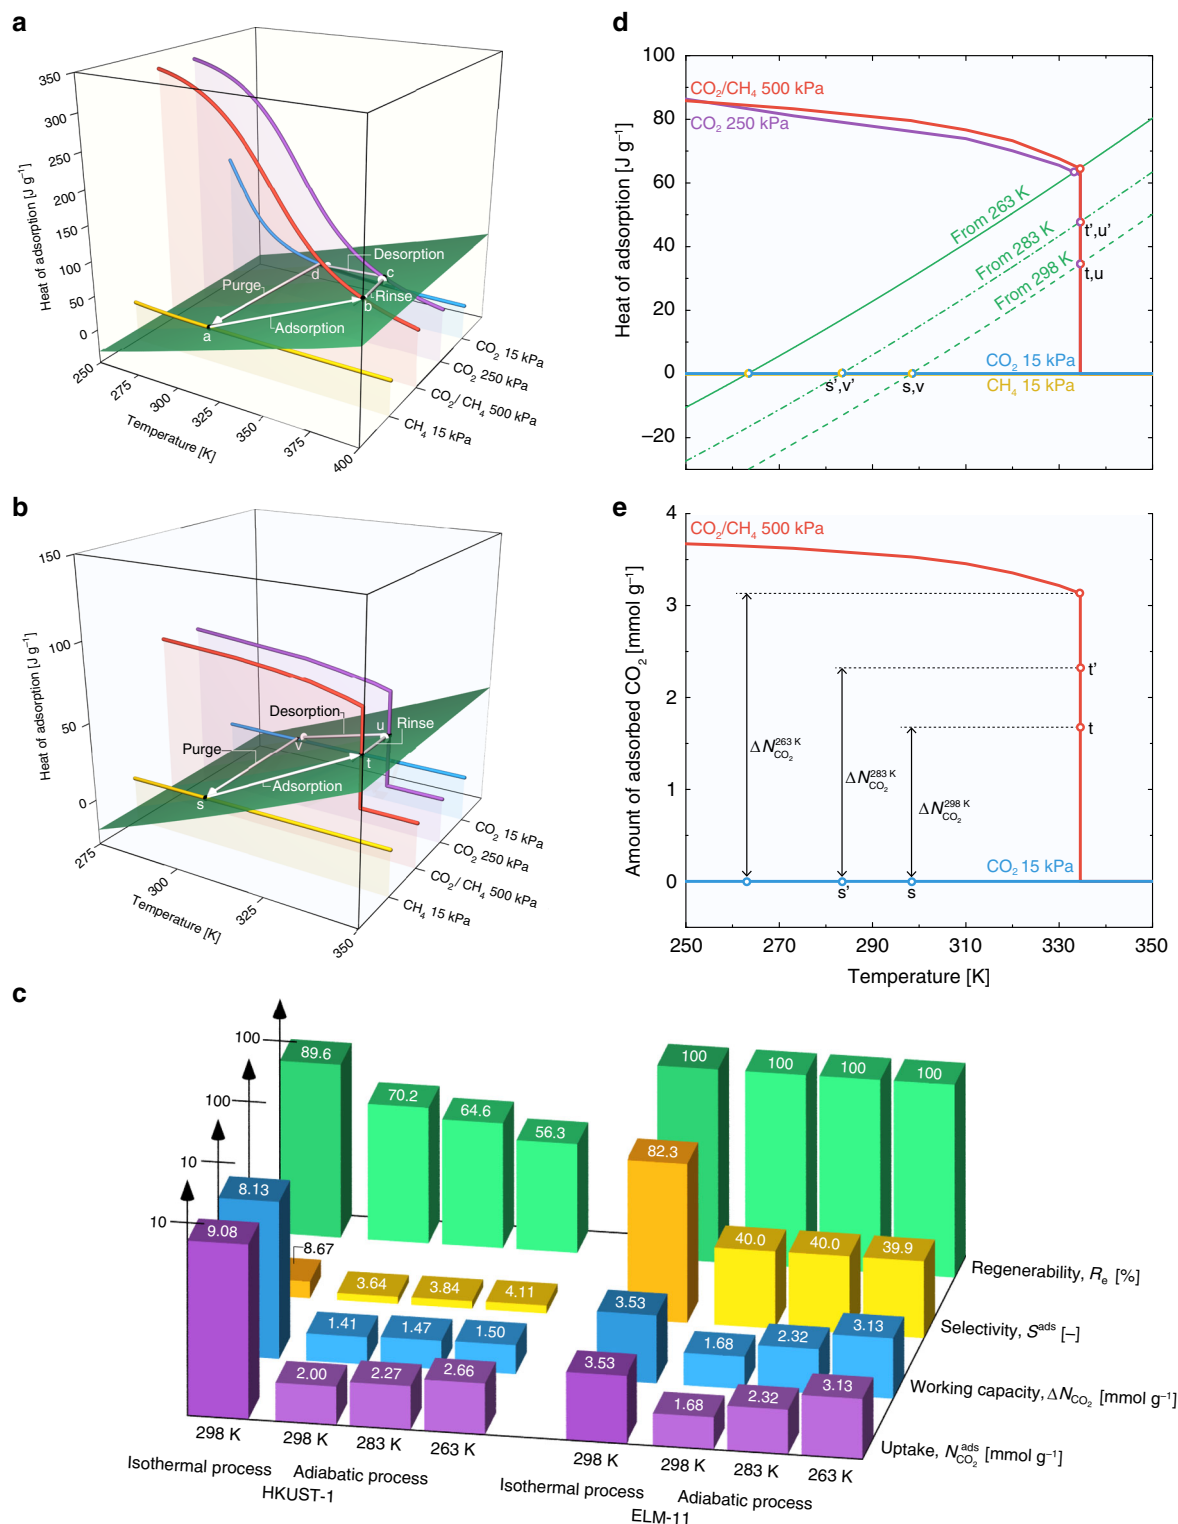 a
350
300
250
200
150
100
50
0
Heat of adsorption [J g⁻¹]
250
275
300
325
350
375
400
Temperature [K]
Desorption
d
c
Purge
Rinse
b
Adsorption
a
CO₂ 15 kPa
CO₂ 250 kPa
CO₂/ CH₄ 500 kPa
CH₄ 15 kPa
b
150
100
50
0
Heat of adsorption [J g⁻¹]
275
300
325
350
Temperature [K]
Desorption
u
Rinse
Purge
v
t
Adsorption
s
CO₂ 15 kPa
CO₂ 250 kPa
CO₂/ CH₄ 500 kPa
CH₄ 15 kPa
d
100
80
60
40
20
0
−20
Heat of adsorption [J g⁻¹]
CO₂/CH₄ 500 kPa
CO₂ 250 kPa
From 263 K
From 283 K
From 298 K
t',u'
t,u
CO₂ 15 kPa
CH₄ 15 kPa
s',v'
s,v
e
4
3
2
1
0
Amount of adsorbed CO₂ [mmol g⁻¹]
CO₂/CH₄ 500 kPa
t'
t
ΔN_CO₂^263 K
ΔN_CO₂^283 K
ΔN_CO₂^298 K
CO₂ 15 kPa
s'
s
250 270 290 310 330 350
Temperature [K]
c
100
100
10
10
89.6 70.2 64.6 56.3 100 100 100 100
8.67 3.64 3.84 4.11 82.3 40.0 40.0 39.9
8.13 1.41 1.47 1.50 3.53 1.68 2.32 3.13
9.08 2.00 2.27 2.66 3.53 1.68 2.32 3.13
Regenerability, Rₑ [%]
Selectivity, S^ads [–]
Working capacity, ΔN_CO₂ [mmol g⁻¹]
Uptake, N_CO₂^ads [mmol g⁻¹]
298 K 298 K 283 K 263 K 298 K 298 K 283 K 263 K
Isothermal process Adiabatic process Isothermal process Adiabatic process
HKUST-1 ELM-11